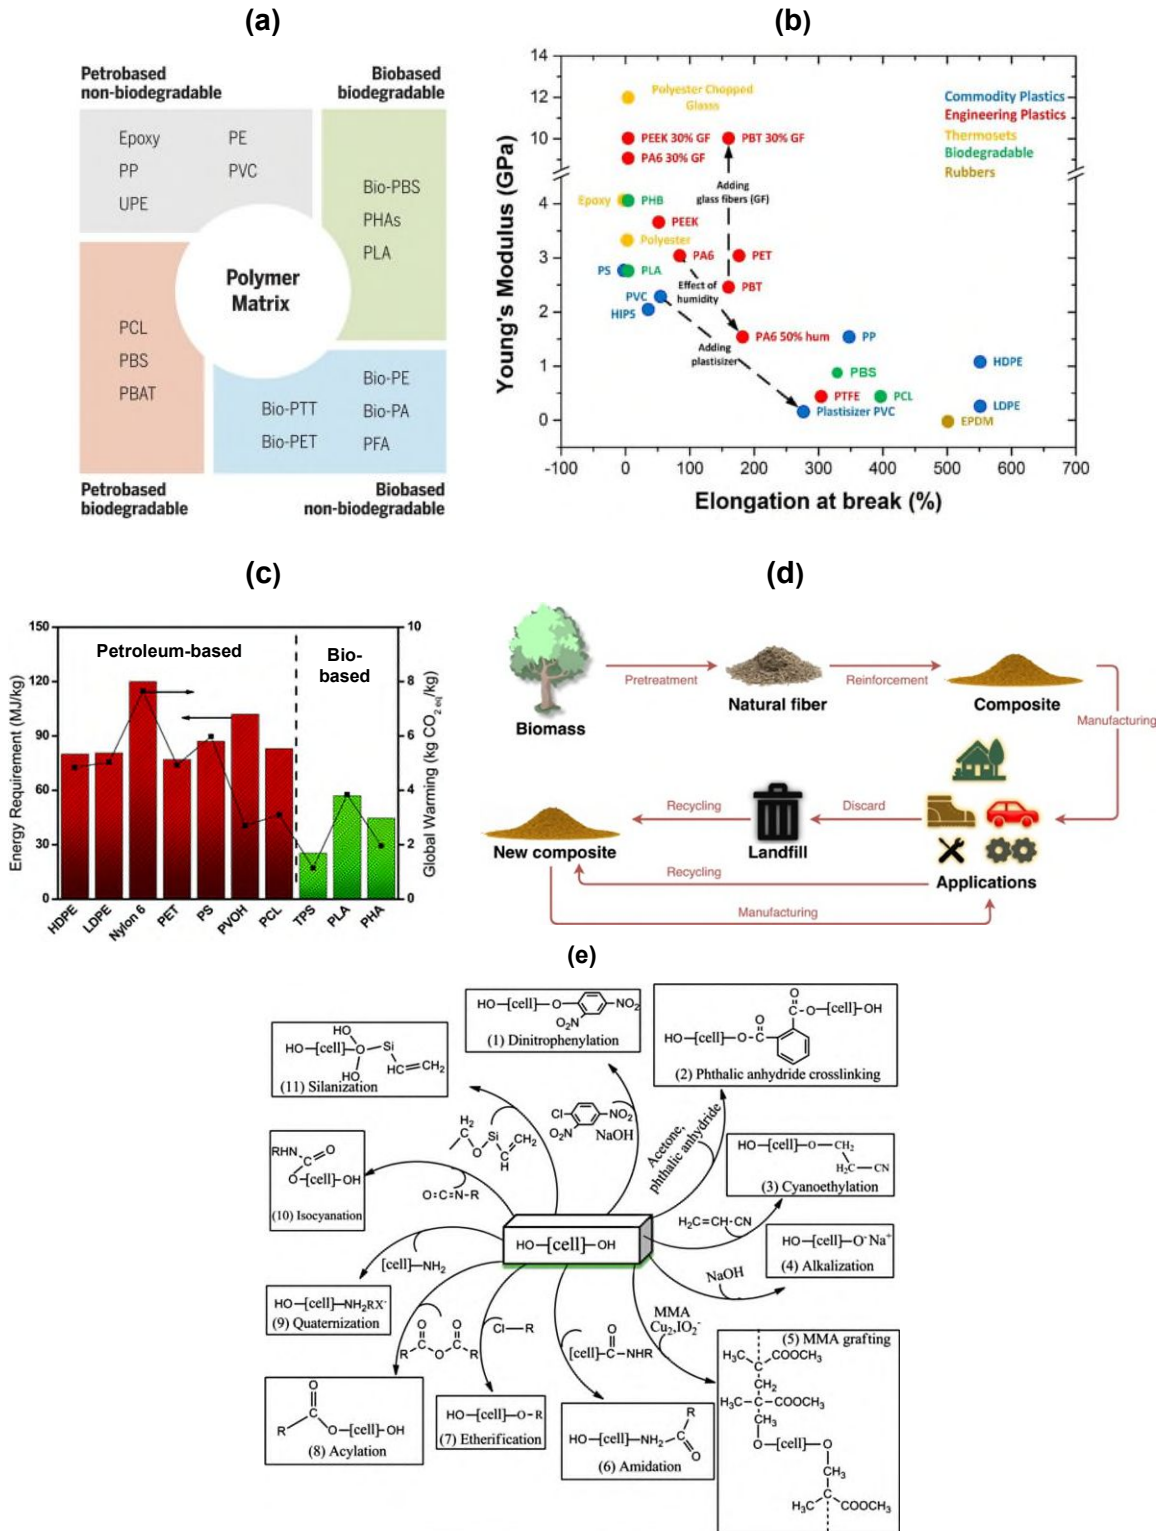 (a)
Petrobased
non-biodegradable
Biobased
biodegradable
Epoxy
PE
PP
PVC
UPE
Bio-PBS
PHAs
PLA
Polymer
Matrix
PCL
PBS
PBAT
Bio-PE
Bio-PTT
Bio-PA
Bio-PET
PFA
Petrobased
biodegradable
Biobased
non-biodegradable
(b)
Young's Modulus (GPa)
14
12
10
4
3
2
1
0
Polyester Chopped
Glasss
Commodity Plastics
Engineering Plastics
Thermosets
Biodegradable
Rubbers
PEEK 30% GF
PBT 30% GF
PA6 30% GF
Adding
glass fibers (GF)
Epoxy
PHB
PEEK
Polyester
PA6
PET
PS
PLA
Effect of
humidity
PBT
PVC
HIPS
PA6 50% hum
PP
Adding
plastisizer
HDPE
PBS
PTFE
PCL
Plastisizer PVC
LDPE
EPDM
-100 0 100 200 300 400 500 600 700
Elongation at break (%)
(c)
Energy Requirement (MJ/kg)
150
120
90
60
30
0
Petroleum-based
Bio-
based
10
8
6
4
2
0
Global Warming (kg CO2 eq/kg)
HDPE
LDPE
Nylon 6
PET
PS
PVOH
PCL
TPS
PLA
PHA
(d)
Biomass
Pretreatment
Natural fiber
Reinforcement
Composite
Manufacturing
Applications
Discard
Landfill
Recycling
New composite
Recycling
Manufacturing
(e)
HO-[cell]-O NO2
O2N
(1) Dinitrophenylation
O
C-O-[cell]-OH
O
HO-[cell]-O-C
(2) Phthalic anhydride crosslinking
HO
HO
HO-[cell]-O Si
HO HC=CH2
(11) Silanization
H2
C
C O Si CH2
C
H
Cl NO2
NO2
NaOH
Acetone,
phthalic anhydride
HO-[cell]-O-CH2
H2C-CN
(3) Cyanoethylation
RHN C O
O-[cell]-OH
(10) Isocyanation
O=C=N-R
HO-[cell]-OH
H2C=CH-CN
HO-[cell]-O-Na+
(4) Alkalization
NaOH
[cell]-NH2
HO-[cell]-NH2RX-
(9) Quaternization
O O
C C
R O R
Cl-R
O
[cell]-C-NHR
MMA
Cu2,IO2-
(5) MMA grafting
H3C COOCH3
C
CH2
H3C-C-COOCH3
CH3
O-[cell]-O
CH3
H3C C COOCH3
O
C
R O-[cell]-OH
(8) Acylation
HO-[cell]-O-R
(7) Etherification
R
HO-[cell]-NH2 C
O
(6) Amidation